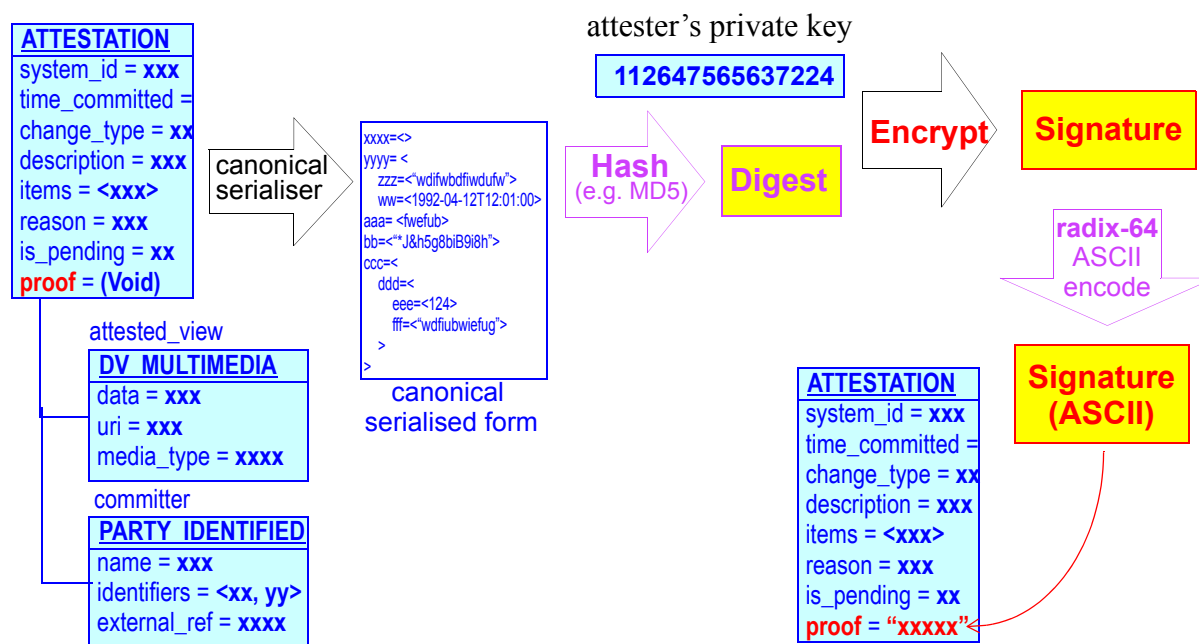 ATTESTATION
system_id = xxx
time_committed =
change_type = xx
description = xxx
items = <xxx>
reason = xxx
is_pending = xx
proof = (Void)
attested_view
DV_MULTIMEDIA
data = xxx
uri = xxx
media_type = xxxx
committer
PARTY_IDENTIFIED
name = xxx
identifiers = <xx, yy>
external_ref = xxxx
canonical
serialiser
xxxx=<>
yyyy= <
zzz=<“wdifwbdfiwdufw”>
ww=<1992-04-12T12:01:00>
aaa= <fwefub>
bb=<“*J&h5g8biB9i8h”>
ccc=<
ddd=<
eee=<124>
fff=<“wdfiubwiefug”>
>
>
canonical
serialised form
attester’s private key
112647565637224
Hash
(e.g. MD5)
Digest
Encrypt
Signature
radix-64
ASCII
encode
Signature
(ASCII)
ATTESTATION
system_id = xxx
time_committed =
change_type = xx
description = xxx
items = <xxx>
reason = xxx
is_pending = xx
proof = “xxxxx”